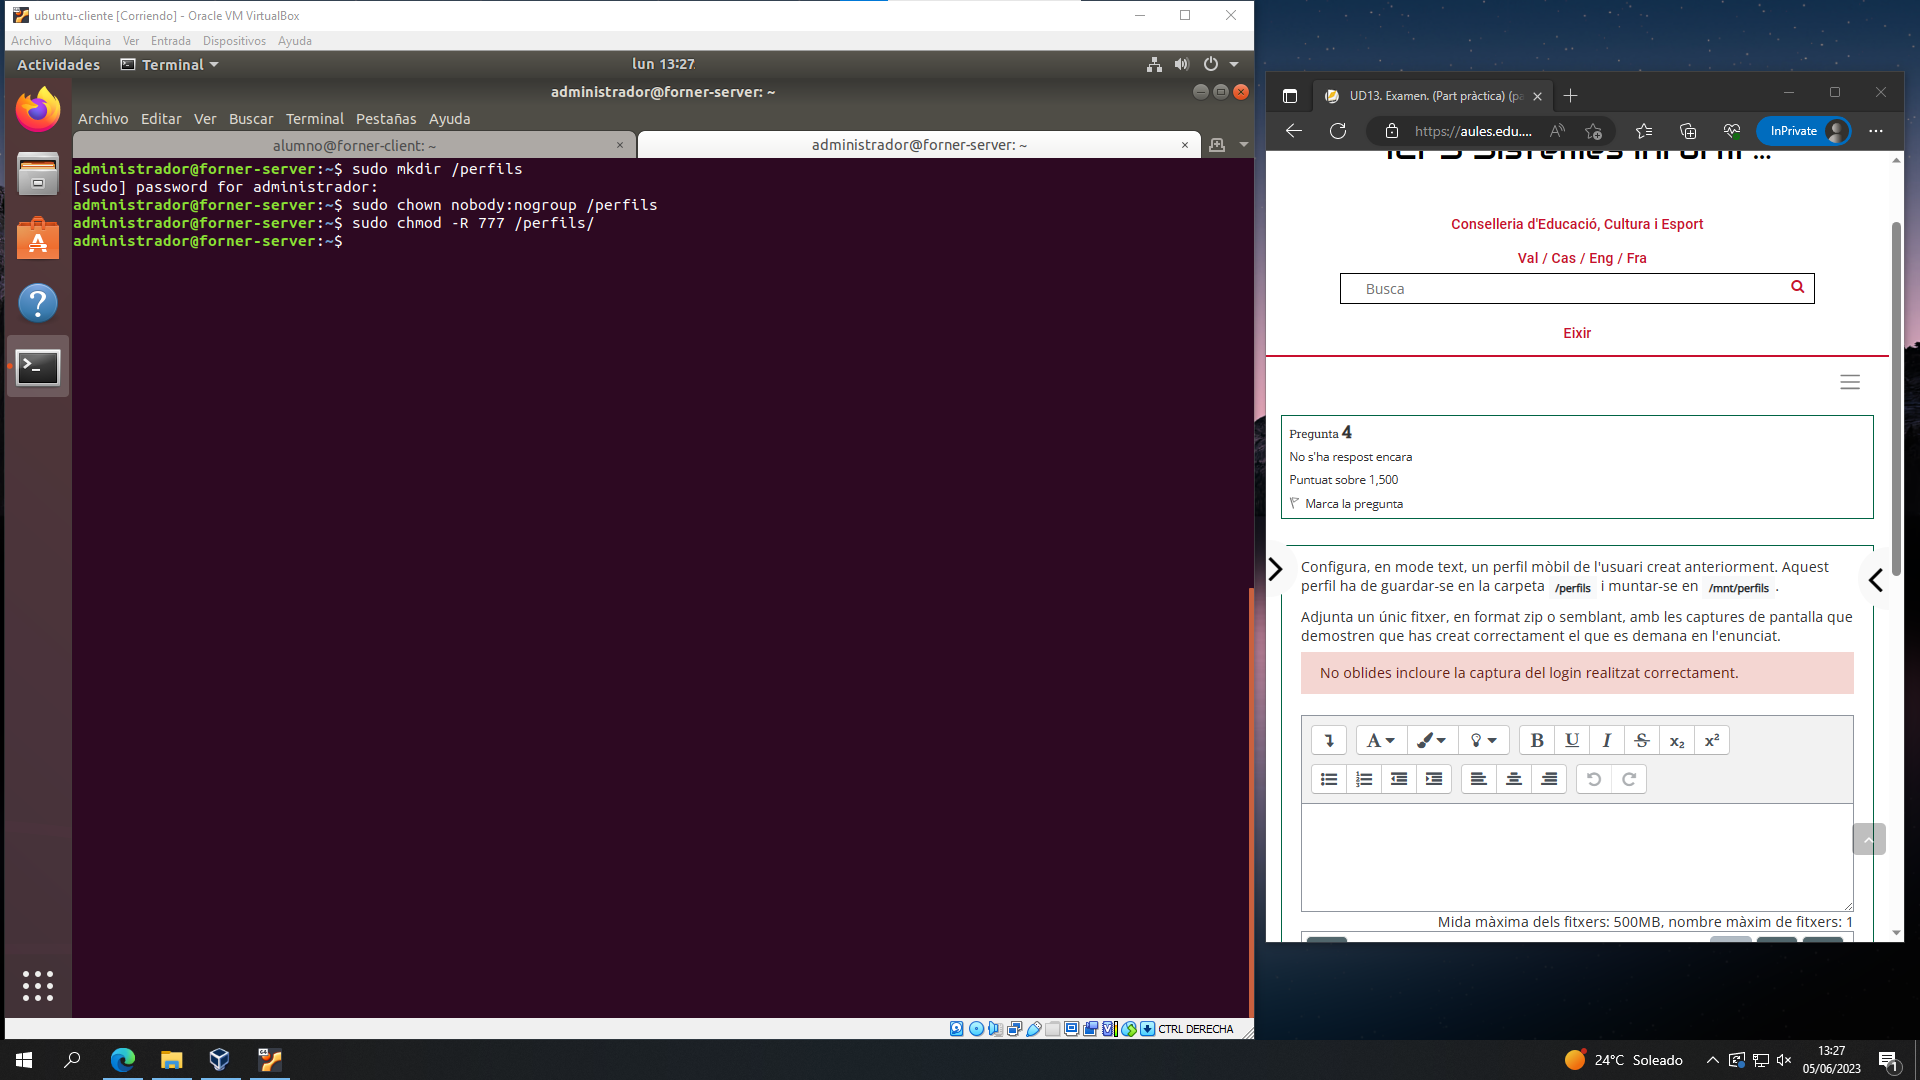 ubuntu-cliente [Corriendo] - Oracle VM VirtualBox
Archivo Máquina Ver Entrada Dispositivos Ayuda
Actividades Terminal lun 13:27
administrador@forner-server: ~
Archivo Editar Ver Buscar Terminal Pestañas Ayuda
alumno@forner-client: ~ × administrador@forner-server: ~ ×
administrador@forner-server:~$ sudo mkdir /perfils
[sudo] password for administrador:
administrador@forner-server:~$ sudo chown nobody:nogroup /perfils
administrador@forner-server:~$ sudo chmod -R 777 /perfils/
administrador@forner-server:~$
CTRL DERECHA
UD13. Examen. (Part pràctica) (pa
https://aules.edu.... InPrivate
Conselleria d'Educació, Cultura i Esport
Val / Cas / Eng / Fra
Busca
Eixir
Pregunta 4
No s'ha respost encara
Puntuat sobre 1,500
Marca la pregunta
Configura, en mode text, un perfil mòbil de l'usuari creat anteriorment. Aquest
perfil ha de guardar-se en la carpeta /perfils i muntar-se en /mnt/perfils .
Adjunta un únic fitxer, en format zip o semblant, amb les captures de pantalla que
demostren que has creat correctament el que es demana en l'enunciat.
No oblides incloure la captura del login realitzat correctament.
A B U I S x₂ x²
Mida màxima dels fitxers: 500MB, nombre màxim de fitxers: 1
24°C Soleado
13:27
05/06/2023
1